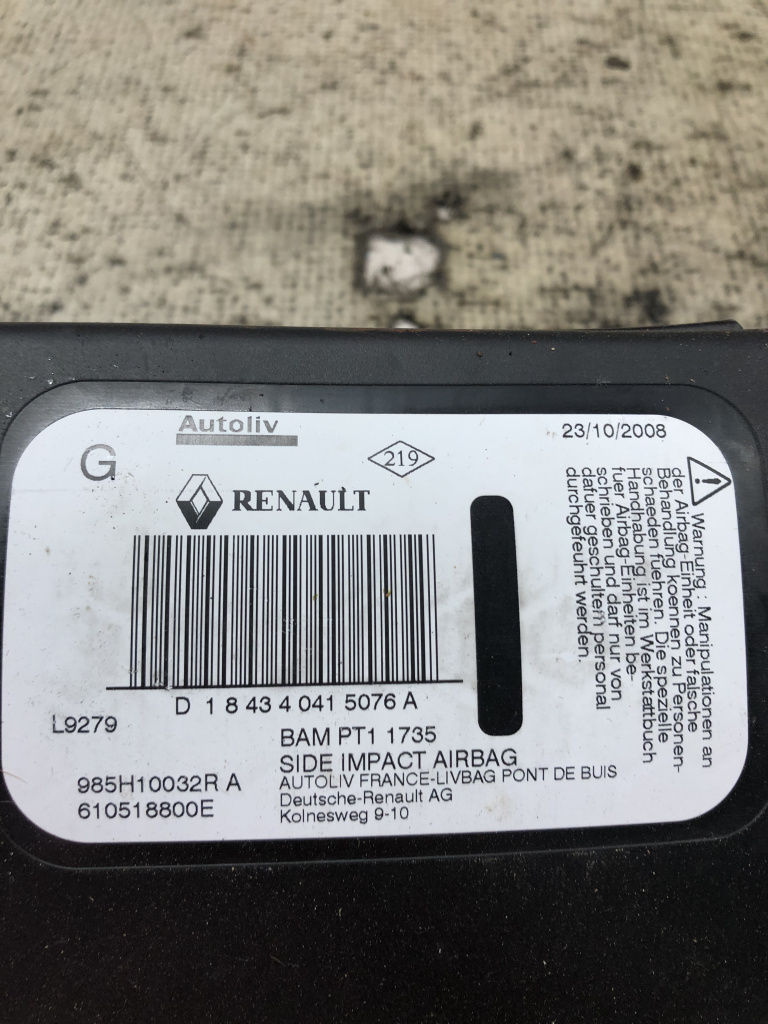 Autoliv
G
219
23/10/2008
RENAULT
D 1 8 43 4 041 5076 A
L9279
BAM PT1 1735
SIDE IMPACT AIRBAG
985H10032R A
AUTOLIV FRANCE-LIVBAG PONT DE BUIS
610518800E
Deutsche-Renault AG
Kolnesweg 9-10
Warnung : Manipulationen an
der Airbag-Einheit oder falsche
Behandlung koennen zu Personen-
schaeden fuehren. Die spezielle
Handhabung ist im Werkstattbuch
fuer Airbag-Einheiten be-
schrieben und darf nur von
dafuer geschultem personal
durchgefeuhrt werden.